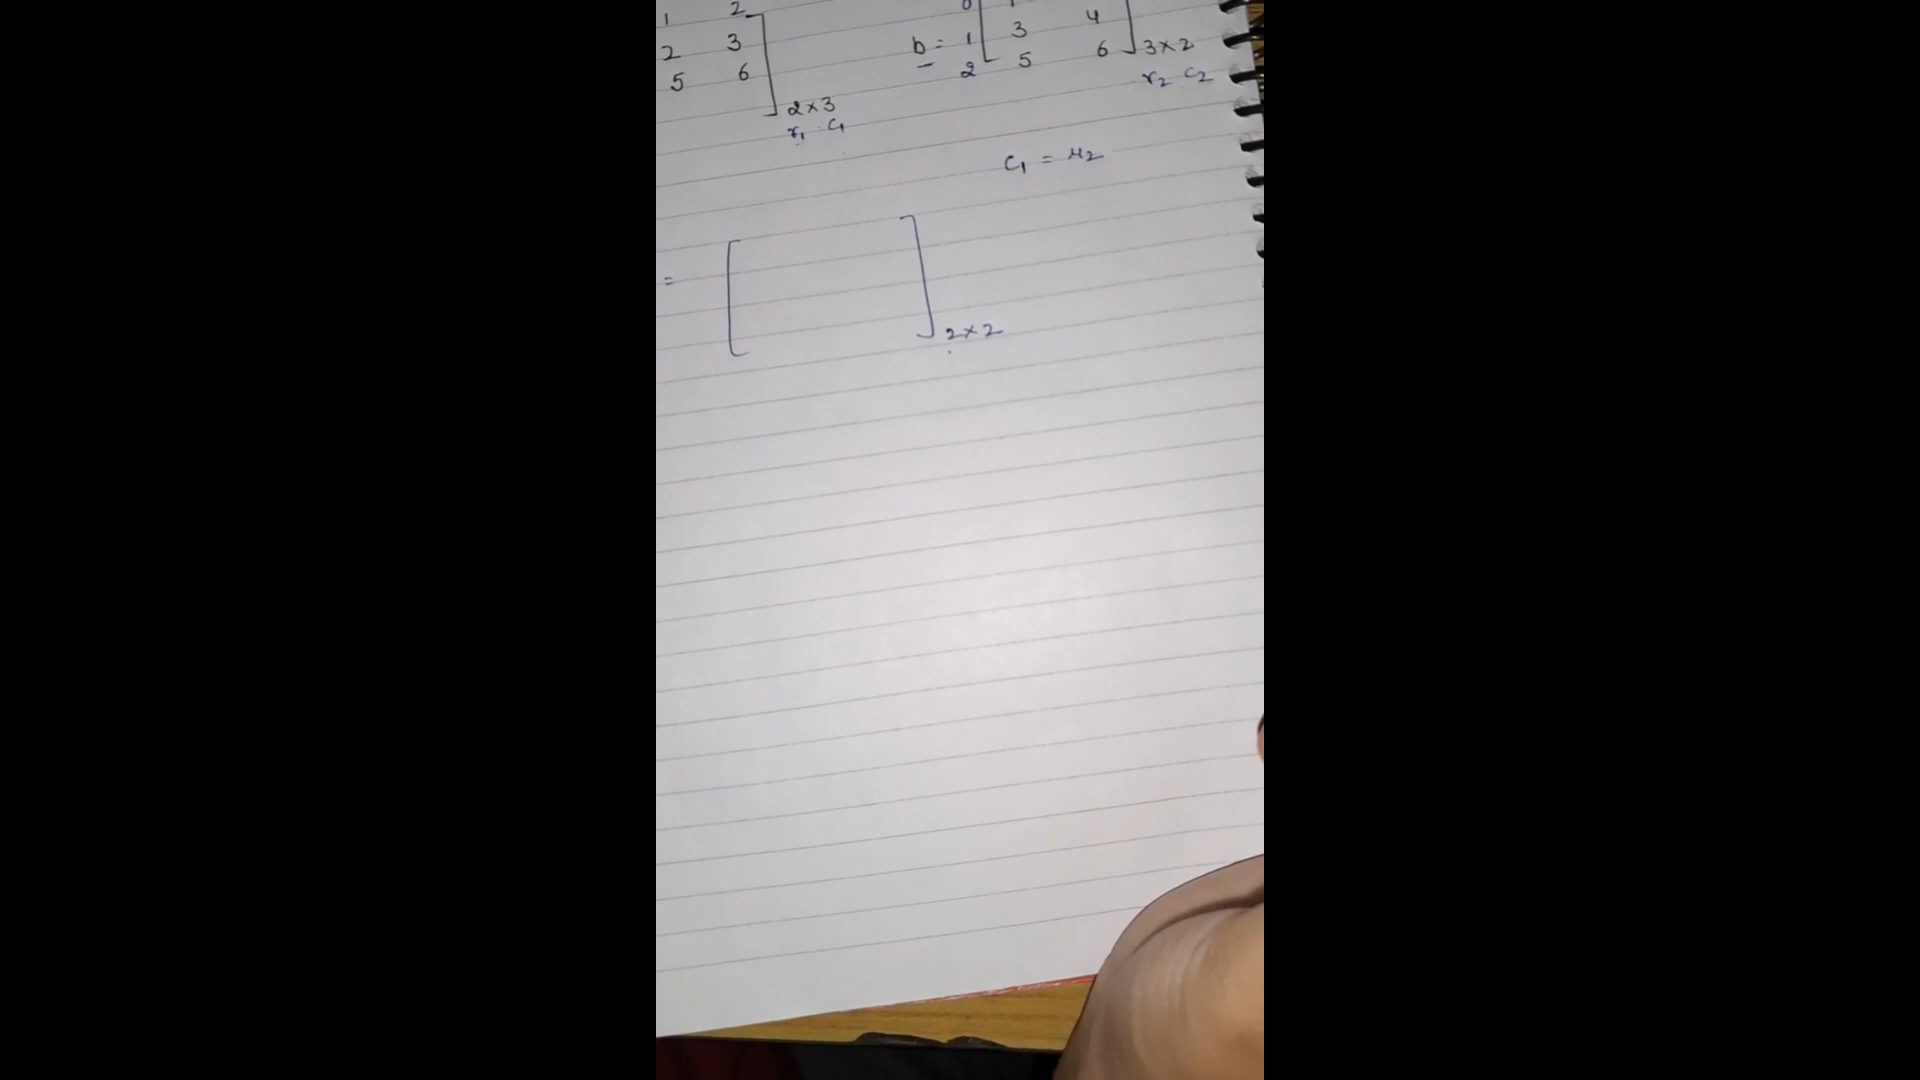 1 2
2 3 b = 1 3 4
5 6 2 5 6 3×2
2×3 r2 c2
r1 c1
c1 = r2
=
2×2